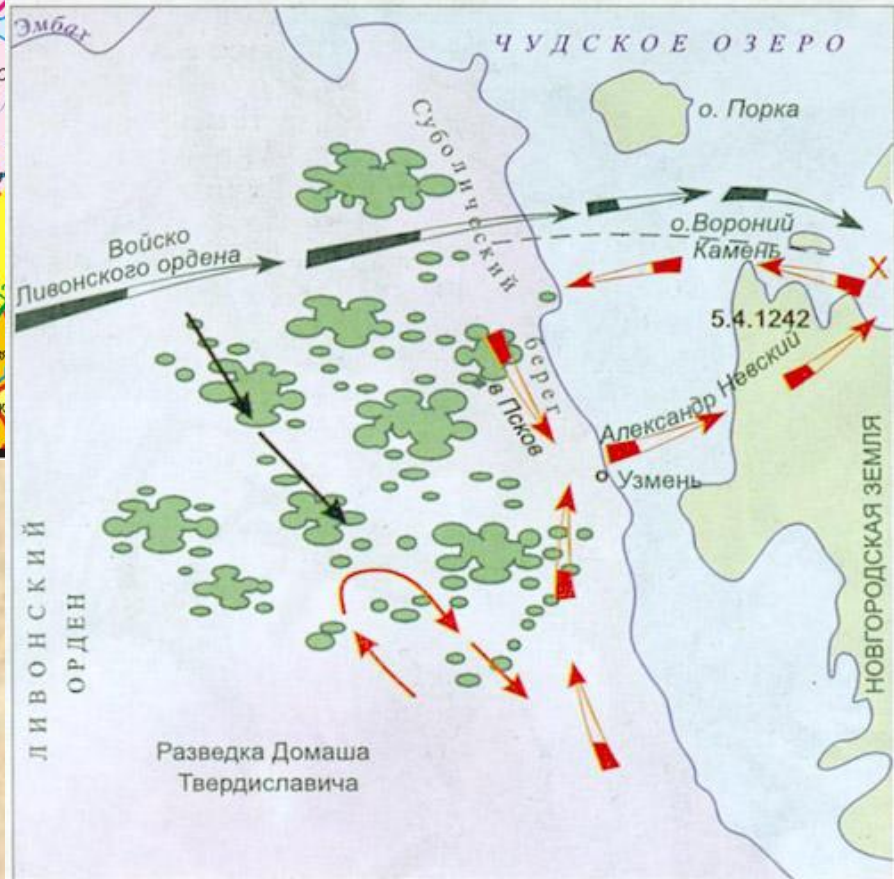 Эмбах
ЧУДСКОЕ ОЗЕРО
о. Порка
Суболический берег
Войско
Ливонского ордена
о.Вороний
Камень
5.4.1242
Александр Невский
в Псков
Узмень
НОВГОРОДСКАЯ ЗЕМЛЯ
ЛИВОНСКИЙ
ОРДЕН
Разведка Домаша
Твердиславича